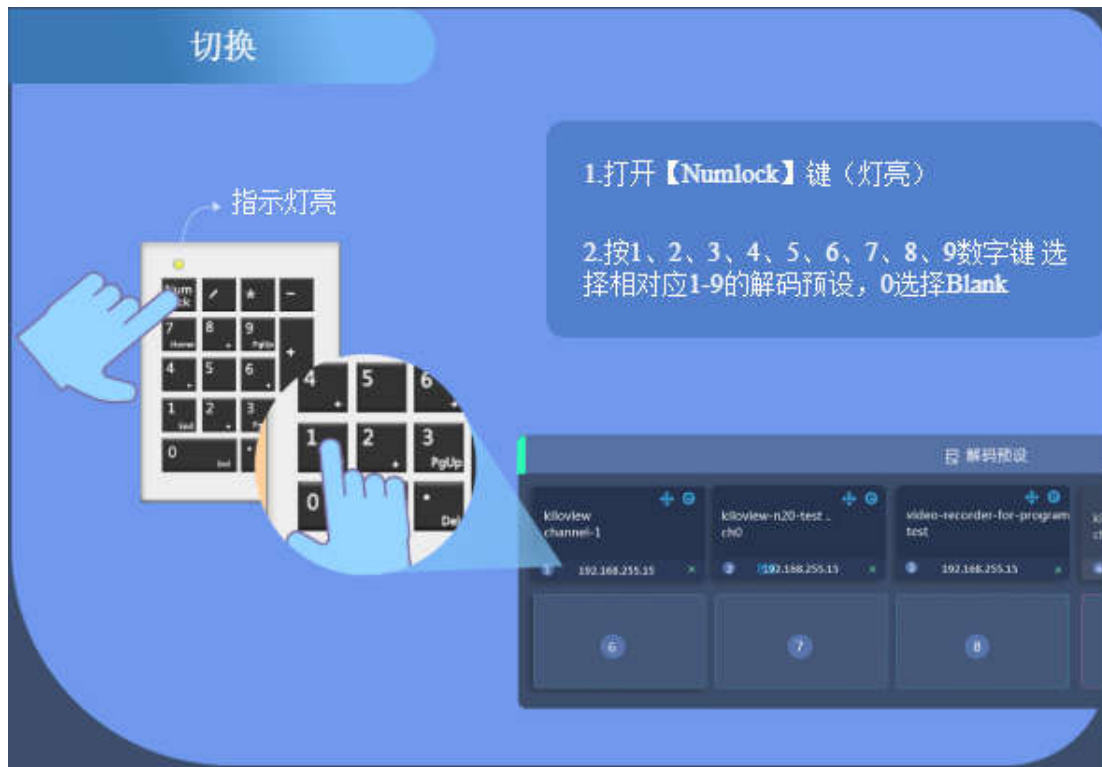 切换
指示灯亮
1.打开【Numlock】键（灯亮）
2.按1、2、3、4、5、6、7、8、9数字键 选
择相对应1-9的解码预设，0选择Blank
Num
Lock
/
*
-
7
Home
8
9
PgUp
+
4
5
6
1
End
2
3
0
4
5
6
1
2
3
PgUp
0
Del
解码预设
kiloview
channel-1
1
192.168.255.15
×
kiloview-n20-test
ch0
2
192.168.255.15
×
video-recorder-for-program
test
3
192.168.255.15
6
7
8